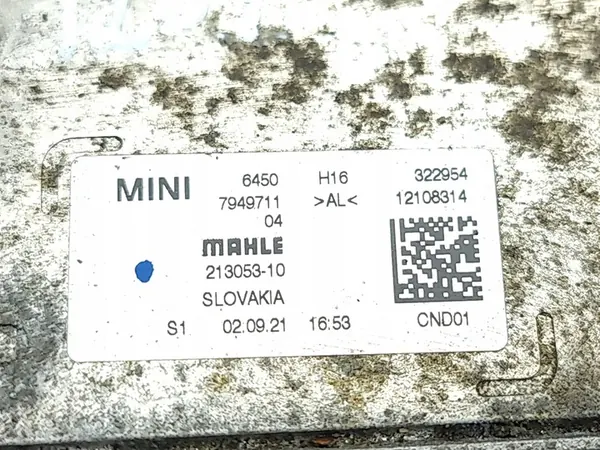 MINI 6450 H16 322954
7949711 >AL< 12108314
04
MAHLE
213053-10
SLOVAKIA
S1 02.09.21 16:53 CND01